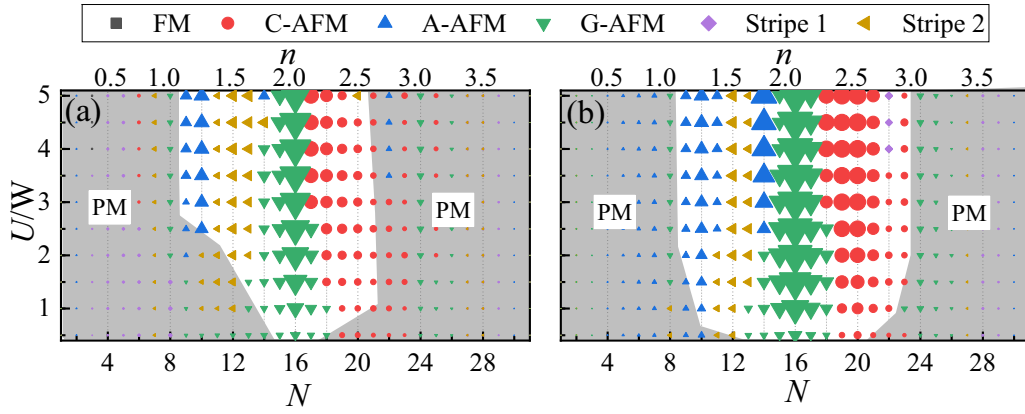 FM C-AFM A-AFM G-AFM Stripe 1 Stripe 2
n n
0.5 1.0 1.5 2.0 2.5 3.0 3.5 0.5 1.0 1.5 2.0 2.5 3.0 3.5
(a) (b)
U/W
5
4
3
2
1
PM PM PM PM
4 8 12 16 20 24 28 4 8 12 16 20 24 28
N N